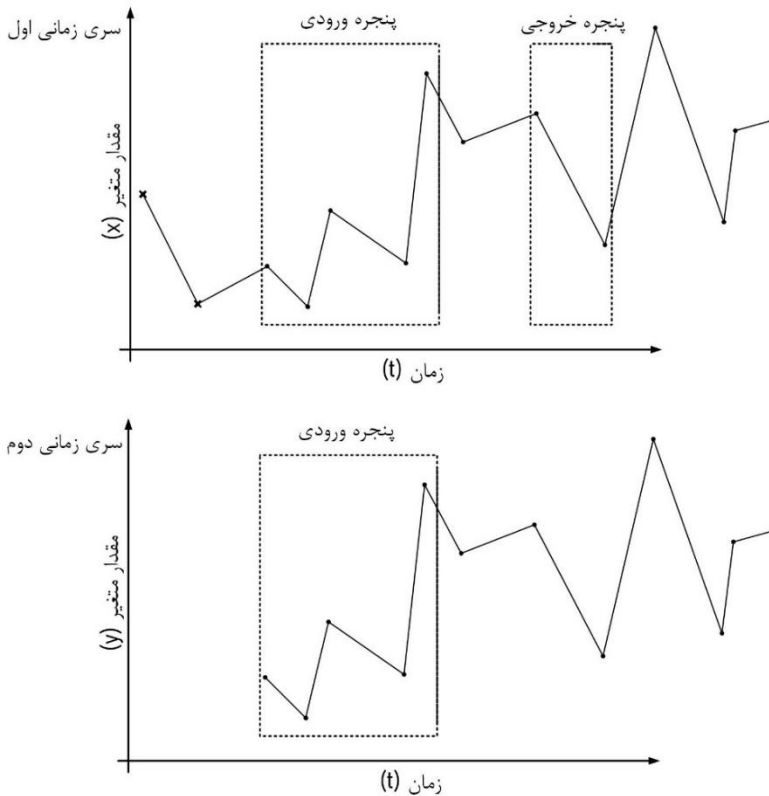 سری زمانی اول
پنجره ورودی
پنجره خروجی
مقدار متغیر (x)
زمان (t)
سری زمانی دوم
پنجره ورودی
مقدار متغیر (y)
زمان (t)